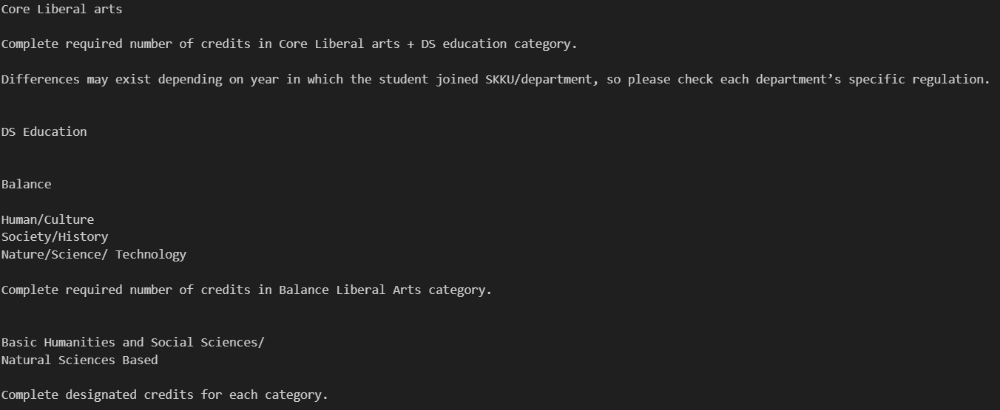 Core Liberal arts
Complete required number of credits in Core Liberal arts + DS education category.
Differences may exist depending on year in which the student joined SKKU/department, so please check each department’s specific regulation.
DS Education
Balance
Human/Culture
Society/History
Nature/Science/ Technology
Complete required number of credits in Balance Liberal Arts category.
Basic Humanities and Social Sciences/
Natural Sciences Based
Complete designated credits for each category.